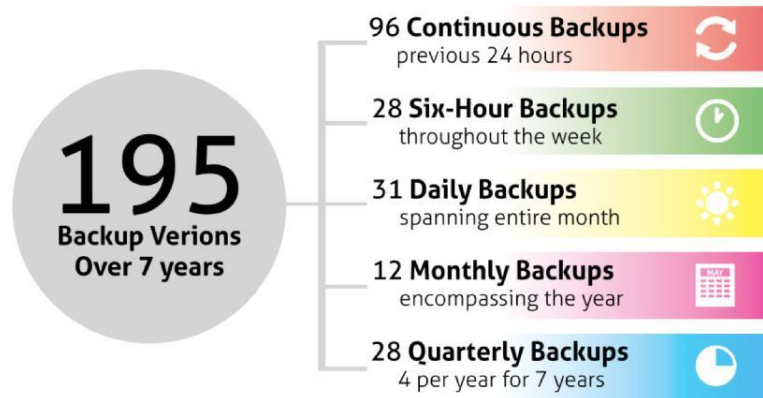 195
Backup Verions
Over 7 years
96 Continuous Backups
previous 24 hours
28 Six-Hour Backups
throughout the week
31 Daily Backups
spanning entire month
12 Monthly Backups
encompassing the year
MAY
28 Quarterly Backups
4 per year for 7 years